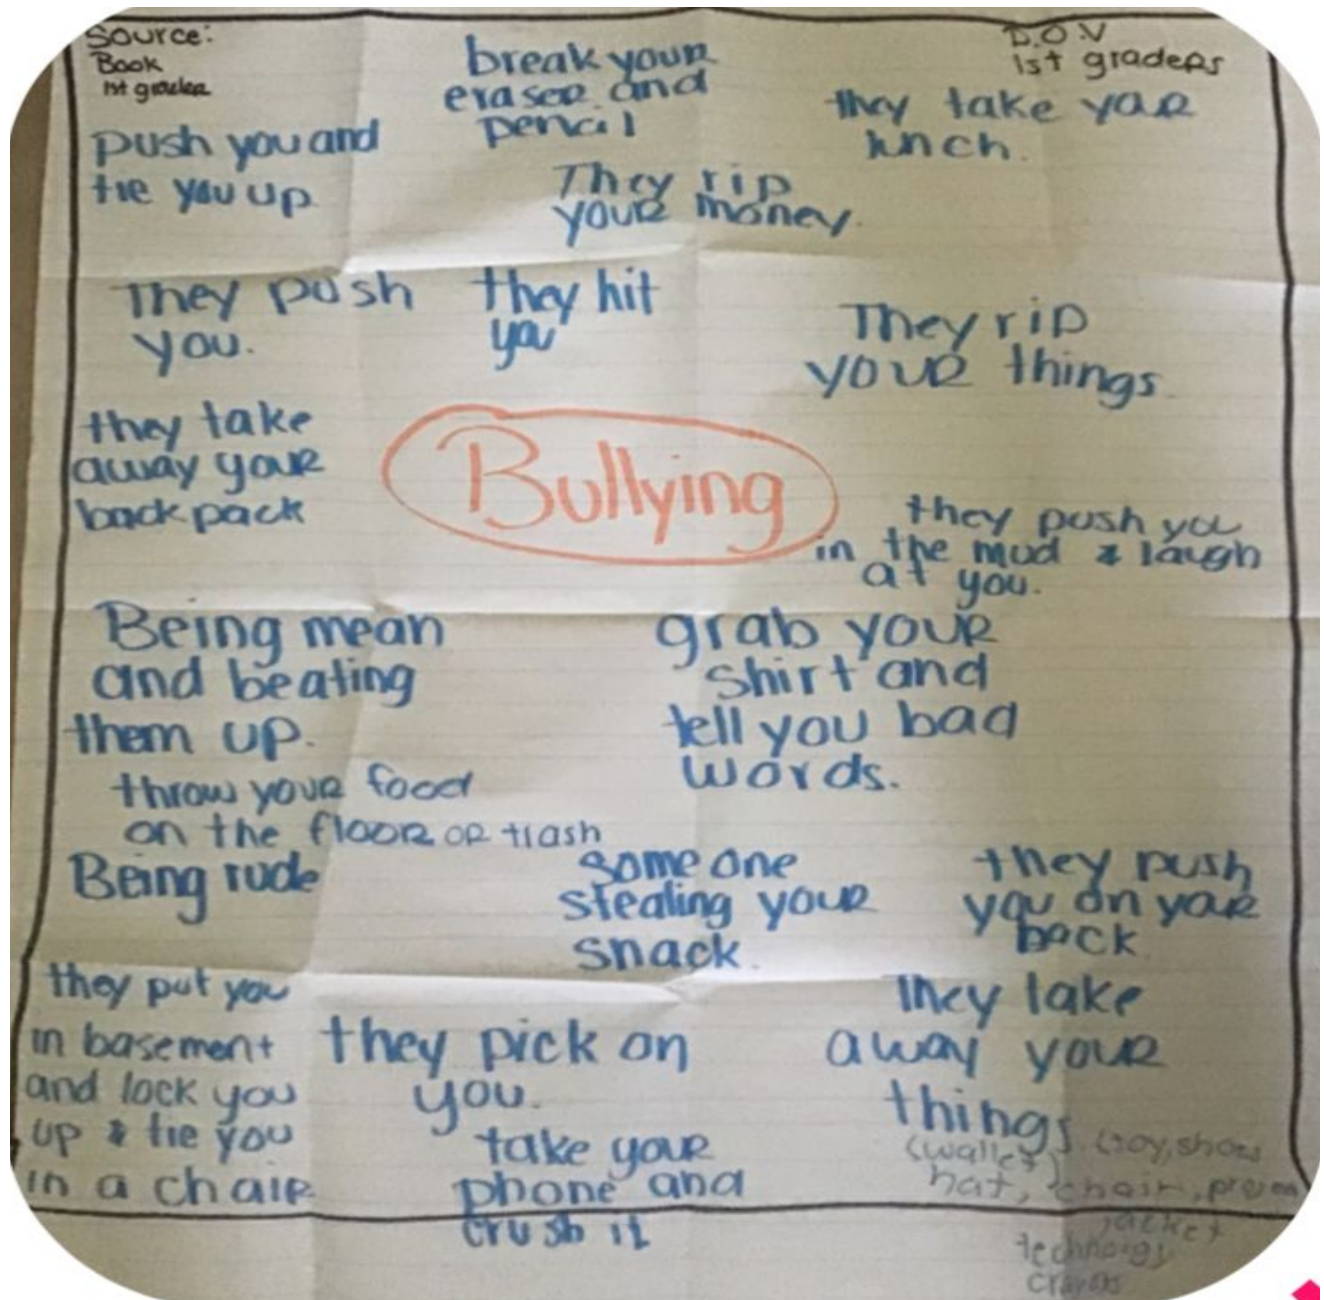 Source:
Book
1st grader
D.O.V
1st graders
break your
eraser and
pencil
they take your
lunch.
push you and
tie you up.
They rip
your money.
They push
you.
they hit
you
They rip
your things.
they take
away your
back pack
Bullying
they push you
in the mud & laugh
at you.
Being mean
and beating
them up.
grab your
shirt and
tell you bad
words.
throw your food
on the floor or trash
Being rude
some one
stealing your
snack.
they push
you on your
back.
they put you
in basement
and lock you
up & tie you
in a chair
they pick on
you.
take your
phone and
crush it
They take
away your
things.
(wallet) (toy, shoes
hat, chair,
jacket
technology
crayons